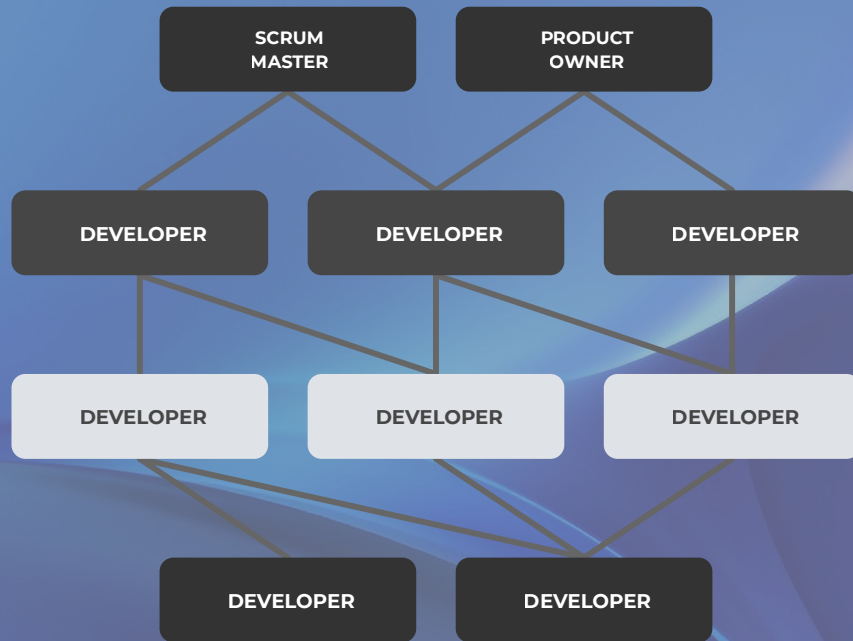 SCRUM
MASTER
PRODUCT
OWNER
DEVELOPER
DEVELOPER
DEVELOPER
DEVELOPER
DEVELOPER
DEVELOPER
DEVELOPER
DEVELOPER